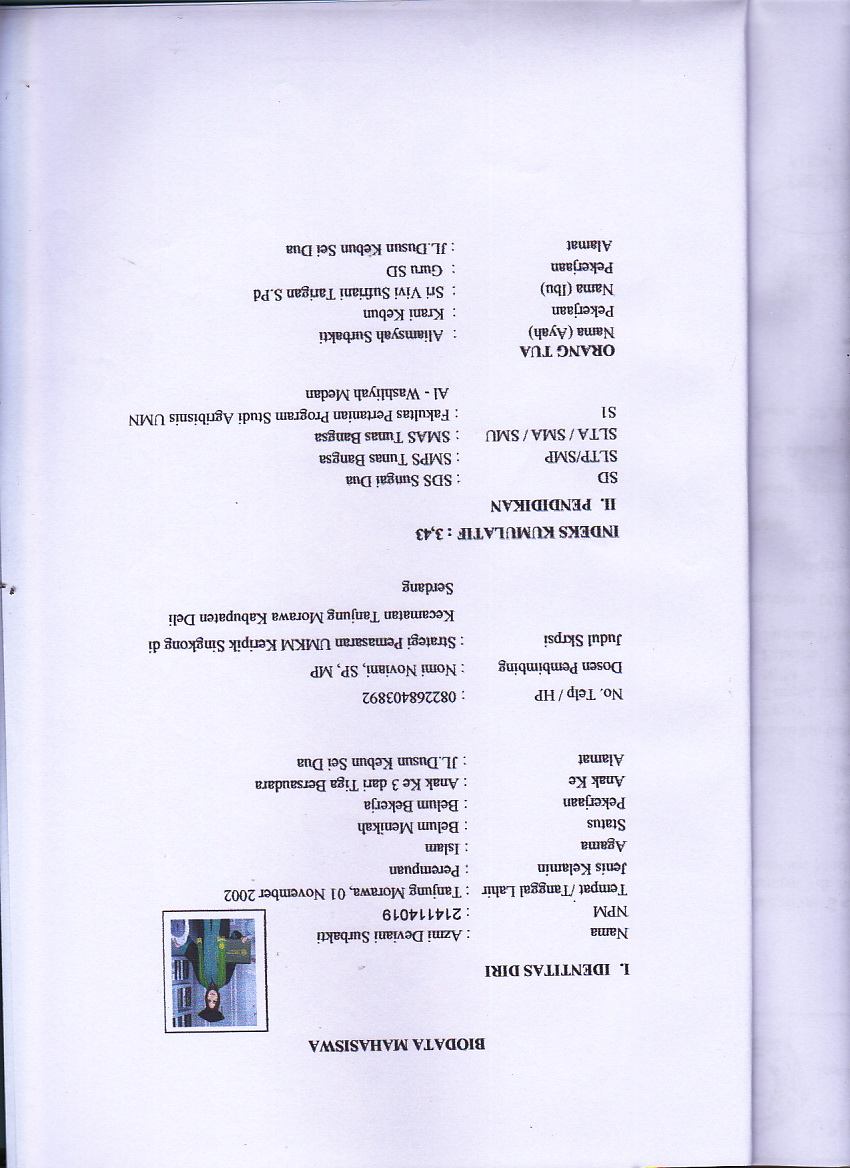 BIODATA MAHASISWA
I. IDENTITAS DIRI
Nama : Azmi Deviani Surbakti
NPM : 214114019
Tempat /Tanggal Lahir : Tanjung Morawa, 01 November 2002
Jenis Kelamin : Perempuan
Agama : Islam
Status : Belum Menikah
Pekerjaan : Belum Bekerja
Anak Ke : Anak Ke 3 dari Tiga Bersaudara
Alamat : JL.Dusun Kebun Sei Dua
No. Telp / HP : 082268403892
Dosen Pembimbing : Nomi Noviani, SP, MP
Judul Skrpsi : Strategi Pemasaran UMKM Keripik Singkong di
Kecamatan Tanjung Morawa Kabupaten Deli
Serdang
INDEKS KUMULATIF : 3,43
II. PENDIDIKAN
SD : SDS Sungai Dua
SLTP/SMP : SMPS Tunas Bangsa
SLTA / SMA / SMU : SMAS Tunas Bangsa
S1 : Fakultas Pertanian Program Studi Agribisnis UMN
Al - Washliyah Medan
ORANG TUA
Nama (Ayah) : Aliamsyah Surbakti
Pekerjaan : Krani Kebun
Nama (Ibu) : Sri Vivi Sufriani Tarigan S.Pd
Pekerjaan : Guru SD
Alamat : JL.Dusun Kebun Sei Dua